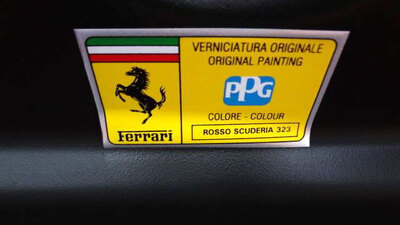 VERNICIATURA ORIGINALE
ORIGINAL PAINTING
PPG
COLORE - COLOUR
ROSSO SCUDERIA 323
Ferrari